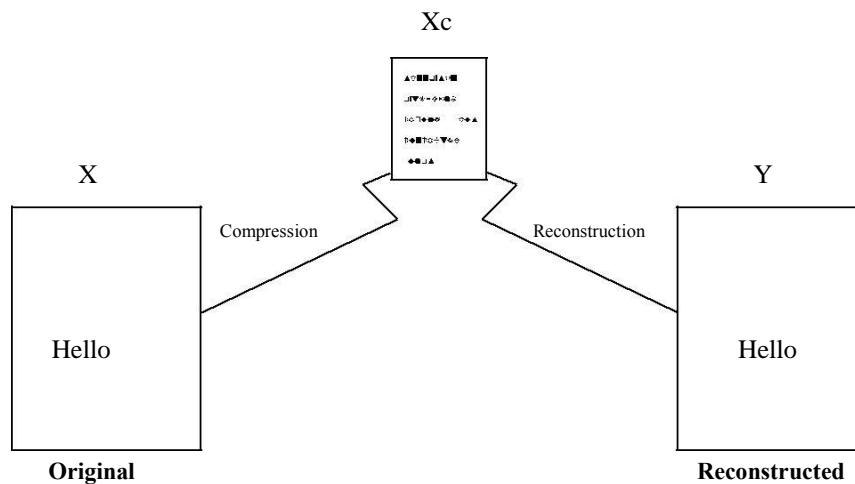 Xc
X
Y
Compression
Reconstruction
Hello
Hello
Original
Reconstructed